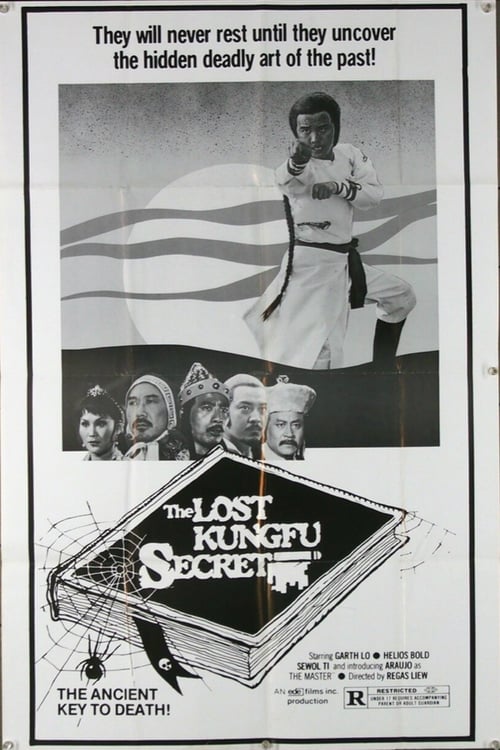 They will never rest until they uncover
the hidden deadly art of the past!
The LOST
KUNGFU
SECRET
Starring GARTH LO ● HELIOS BOLD
SEWOL TI and introducing ARAUJO as
THE MASTER ● Directed by REGAS LIEW
AN ede films inc.
production
R RESTRICTED
UNDER 17 REQUIRES ACCOMPANYING
PARENT OR ADULT GUARDIAN
THE ANCIENT
KEY TO DEATH!